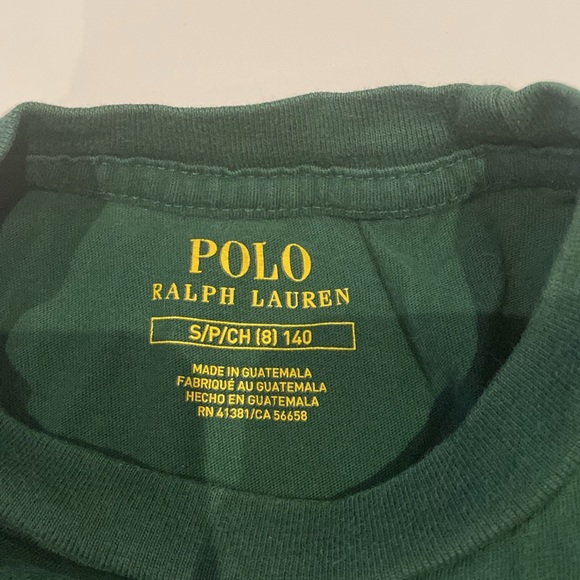 POLO
RALPH LAUREN
S/P/CH (8) 140
MADE IN GUATEMALA
FABRIQUÉ AU GUATEMALA
HECHO EN GUATEMALA
RN 41381/CA 56658